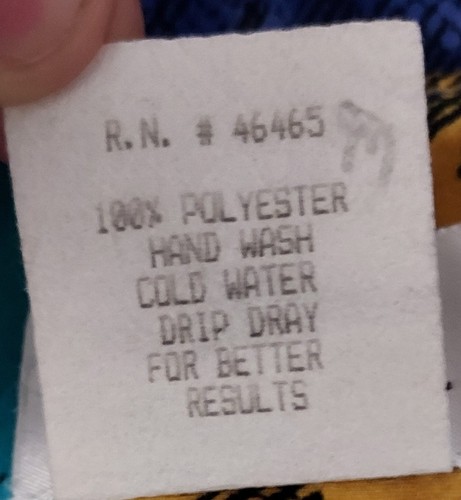 R.N. # 46465
100% POLYESTER
HAND WASH
COLD WATER
DRIP DRAY
FOR BETTER
RESULTS